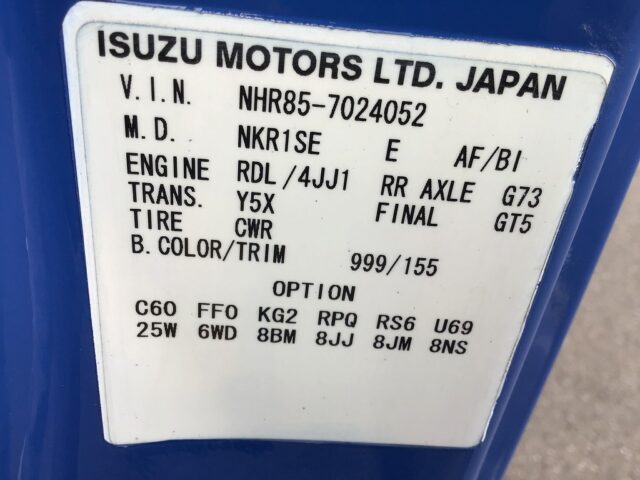 ISUZU MOTORS LTD. JAPAN
V.I.N. NHR85-7024052
M.D. NKR1SE E AF/BI
ENGINE RDL/4JJ1 RR AXLE G73
TRANS. Y5X FINAL GT5
TIRE CWR
B.COLOR/TRIM 999/155
OPTION
C60 FF0 KG2 RPQ RS6 U69
25W 6WD 8BM 8JJ 8JM 8NS